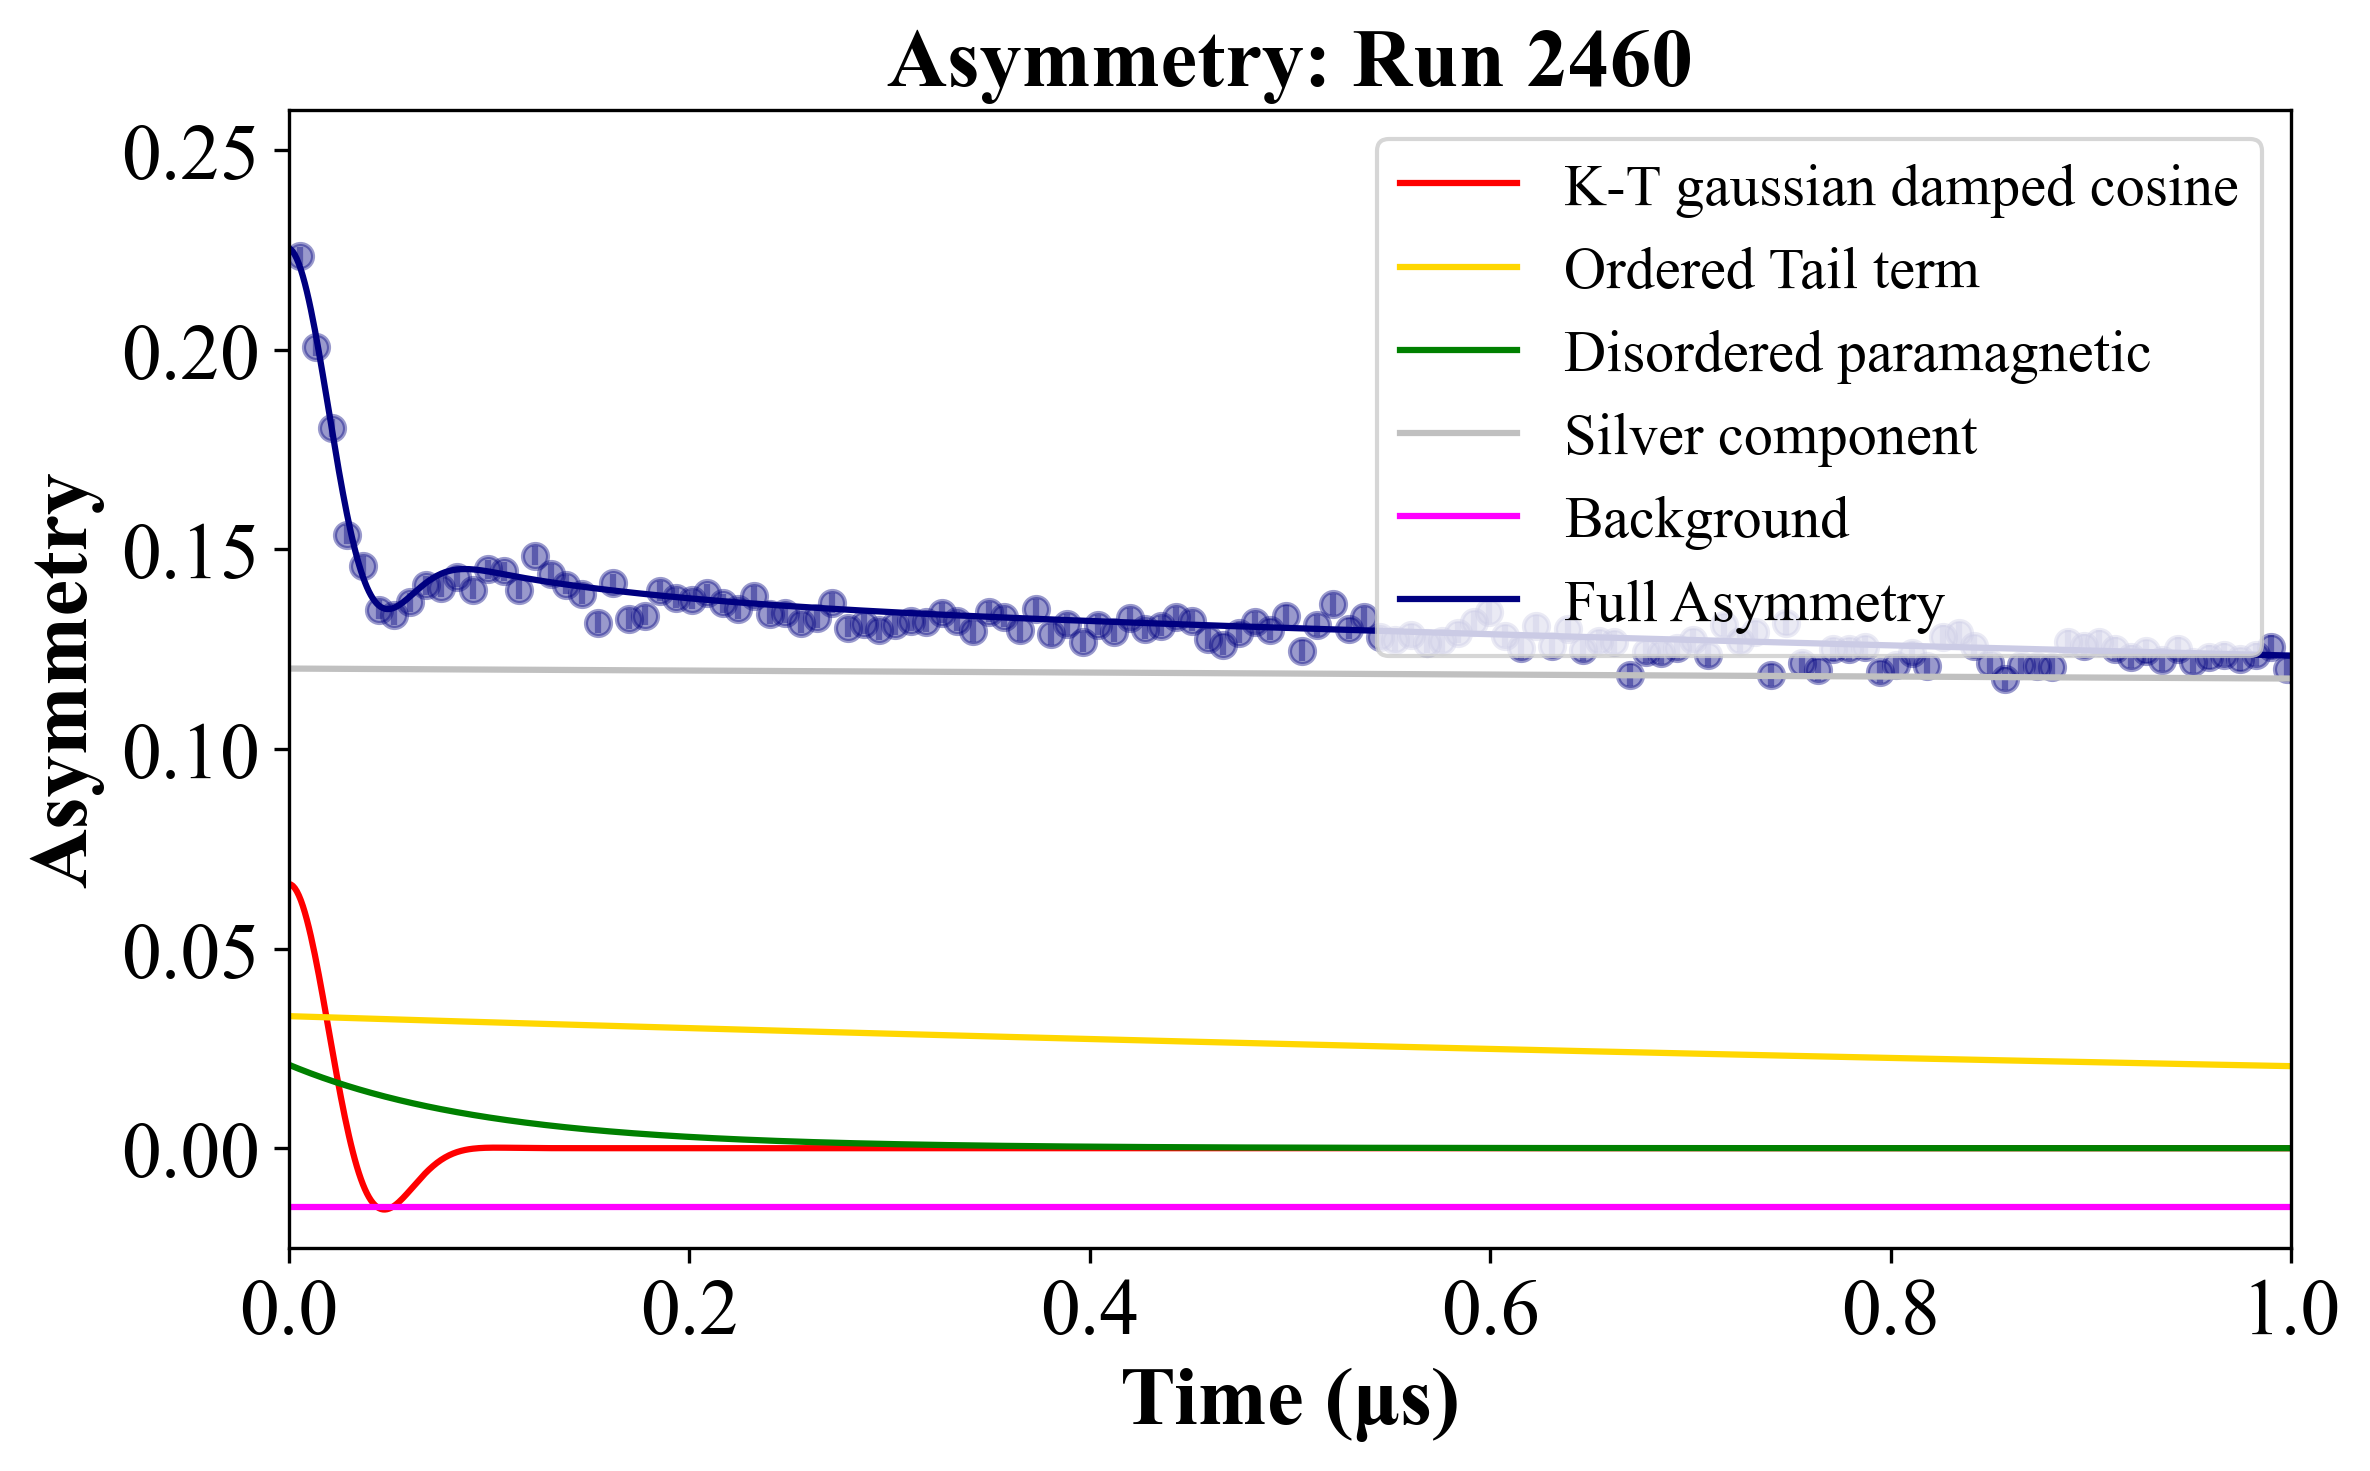 Asymmetry: Run 2460
0.25
0.20
0.15
0.10
0.05
0.00
Asymmetry
K-T gaussian damped cosine
Ordered Tail term
Disordered paramagnetic
Silver component
Background
Full Asymmetry
0.0 0.2 0.4 0.6 0.8 1.0
Time (μs)